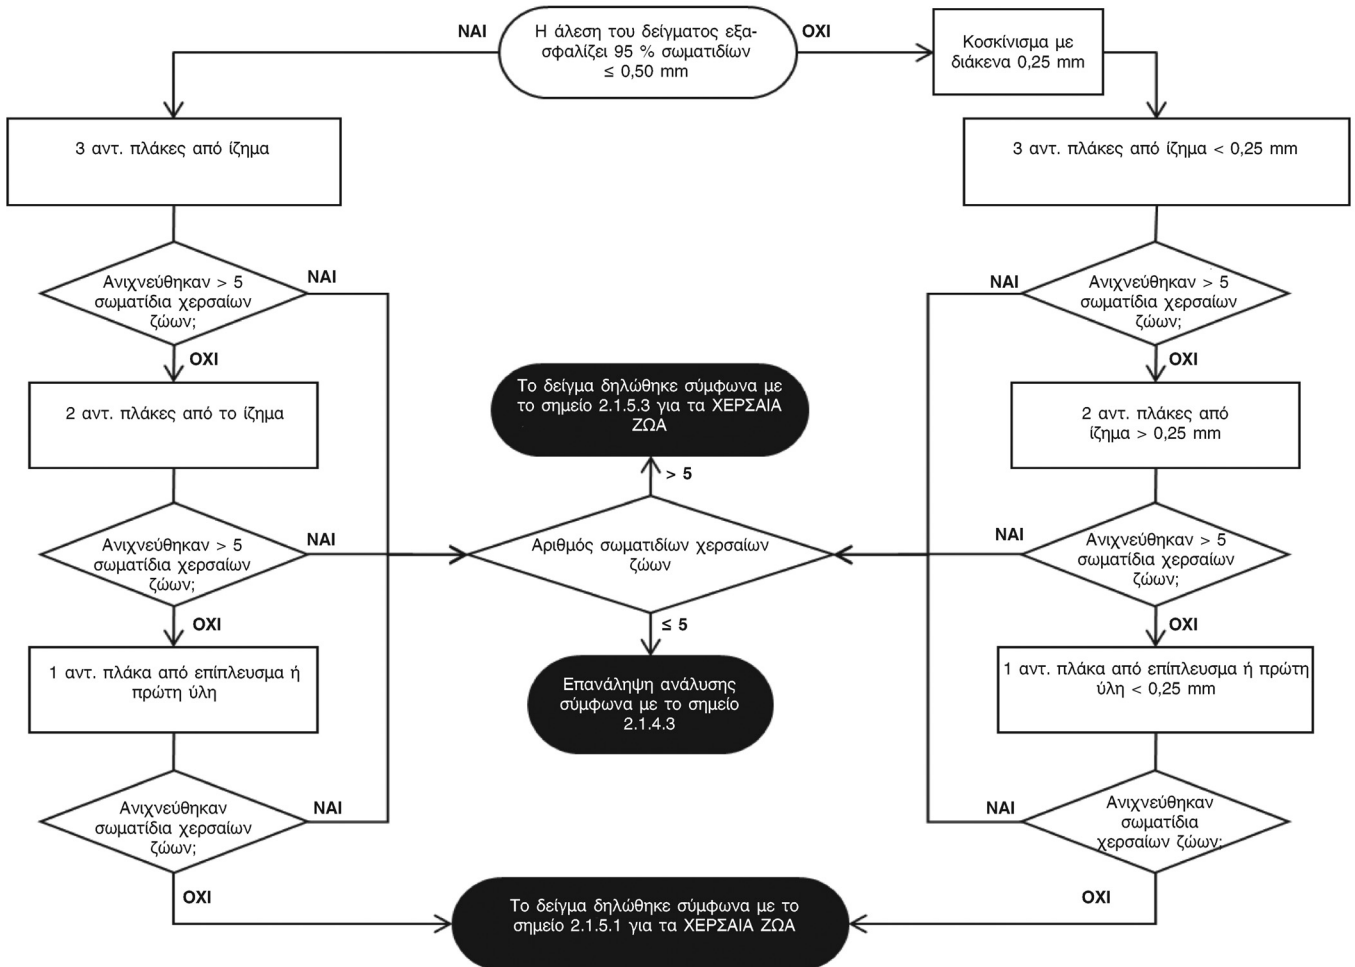 ΝΑΙ
Η άλεση του δείγματος εξα-
σφαλίζει 95 % σωματιδίων
≤ 0,50 mm
ΟΧΙ
Κοσκίνισμα με
διάκενα 0,25 mm
3 αντ. πλάκες από ίζημα
3 αντ. πλάκες από ίζημα < 0,25 mm
Ανιχνεύθηκαν > 5
σωματίδια χερσαίων
ζώων;
ΝΑΙ
ΝΑΙ
Ανιχνεύθηκαν > 5
σωματίδια χερσαίων
ζώων;
ΟΧΙ
ΟΧΙ
2 αντ. πλάκες από το ίζημα
Το δείγμα δηλώθηκε σύμφωνα με
το σημείο 2.1.5.3 για τα ΧΕΡΣΑΙΑ
ΖΩΑ
2 αντ. πλάκες από
ίζημα > 0,25 mm
> 5
Ανιχνεύθηκαν > 5
σωματίδια χερσαίων
ζώων;
ΝΑΙ
Αριθμός σωματιδίων χερσαίων
ζώων
ΝΑΙ
Ανιχνεύθηκαν > 5
σωματίδια χερσαίων
ζώων;
ΟΧΙ
≤ 5
ΟΧΙ
1 αντ. πλάκα από επίπλευσμα ή
πρώτη ύλη
Επανάληψη ανάλυσης
σύμφωνα με το σημείο
2.1.4.3
1 αντ. πλάκα από επίπλευσμα ή πρώτη
ύλη < 0,25 mm
Ανιχνεύθηκαν
σωματίδια χερσαίων
ζώων;
ΝΑΙ
ΝΑΙ
Ανιχνεύθηκαν
σωματίδια
χερσαίων ζώων;
ΟΧΙ
Το δείγμα δηλώθηκε σύμφωνα με το
σημείο 2.1.5.1 για τα ΧΕΡΣΑΙΑ ΖΩΑ
ΟΧΙ